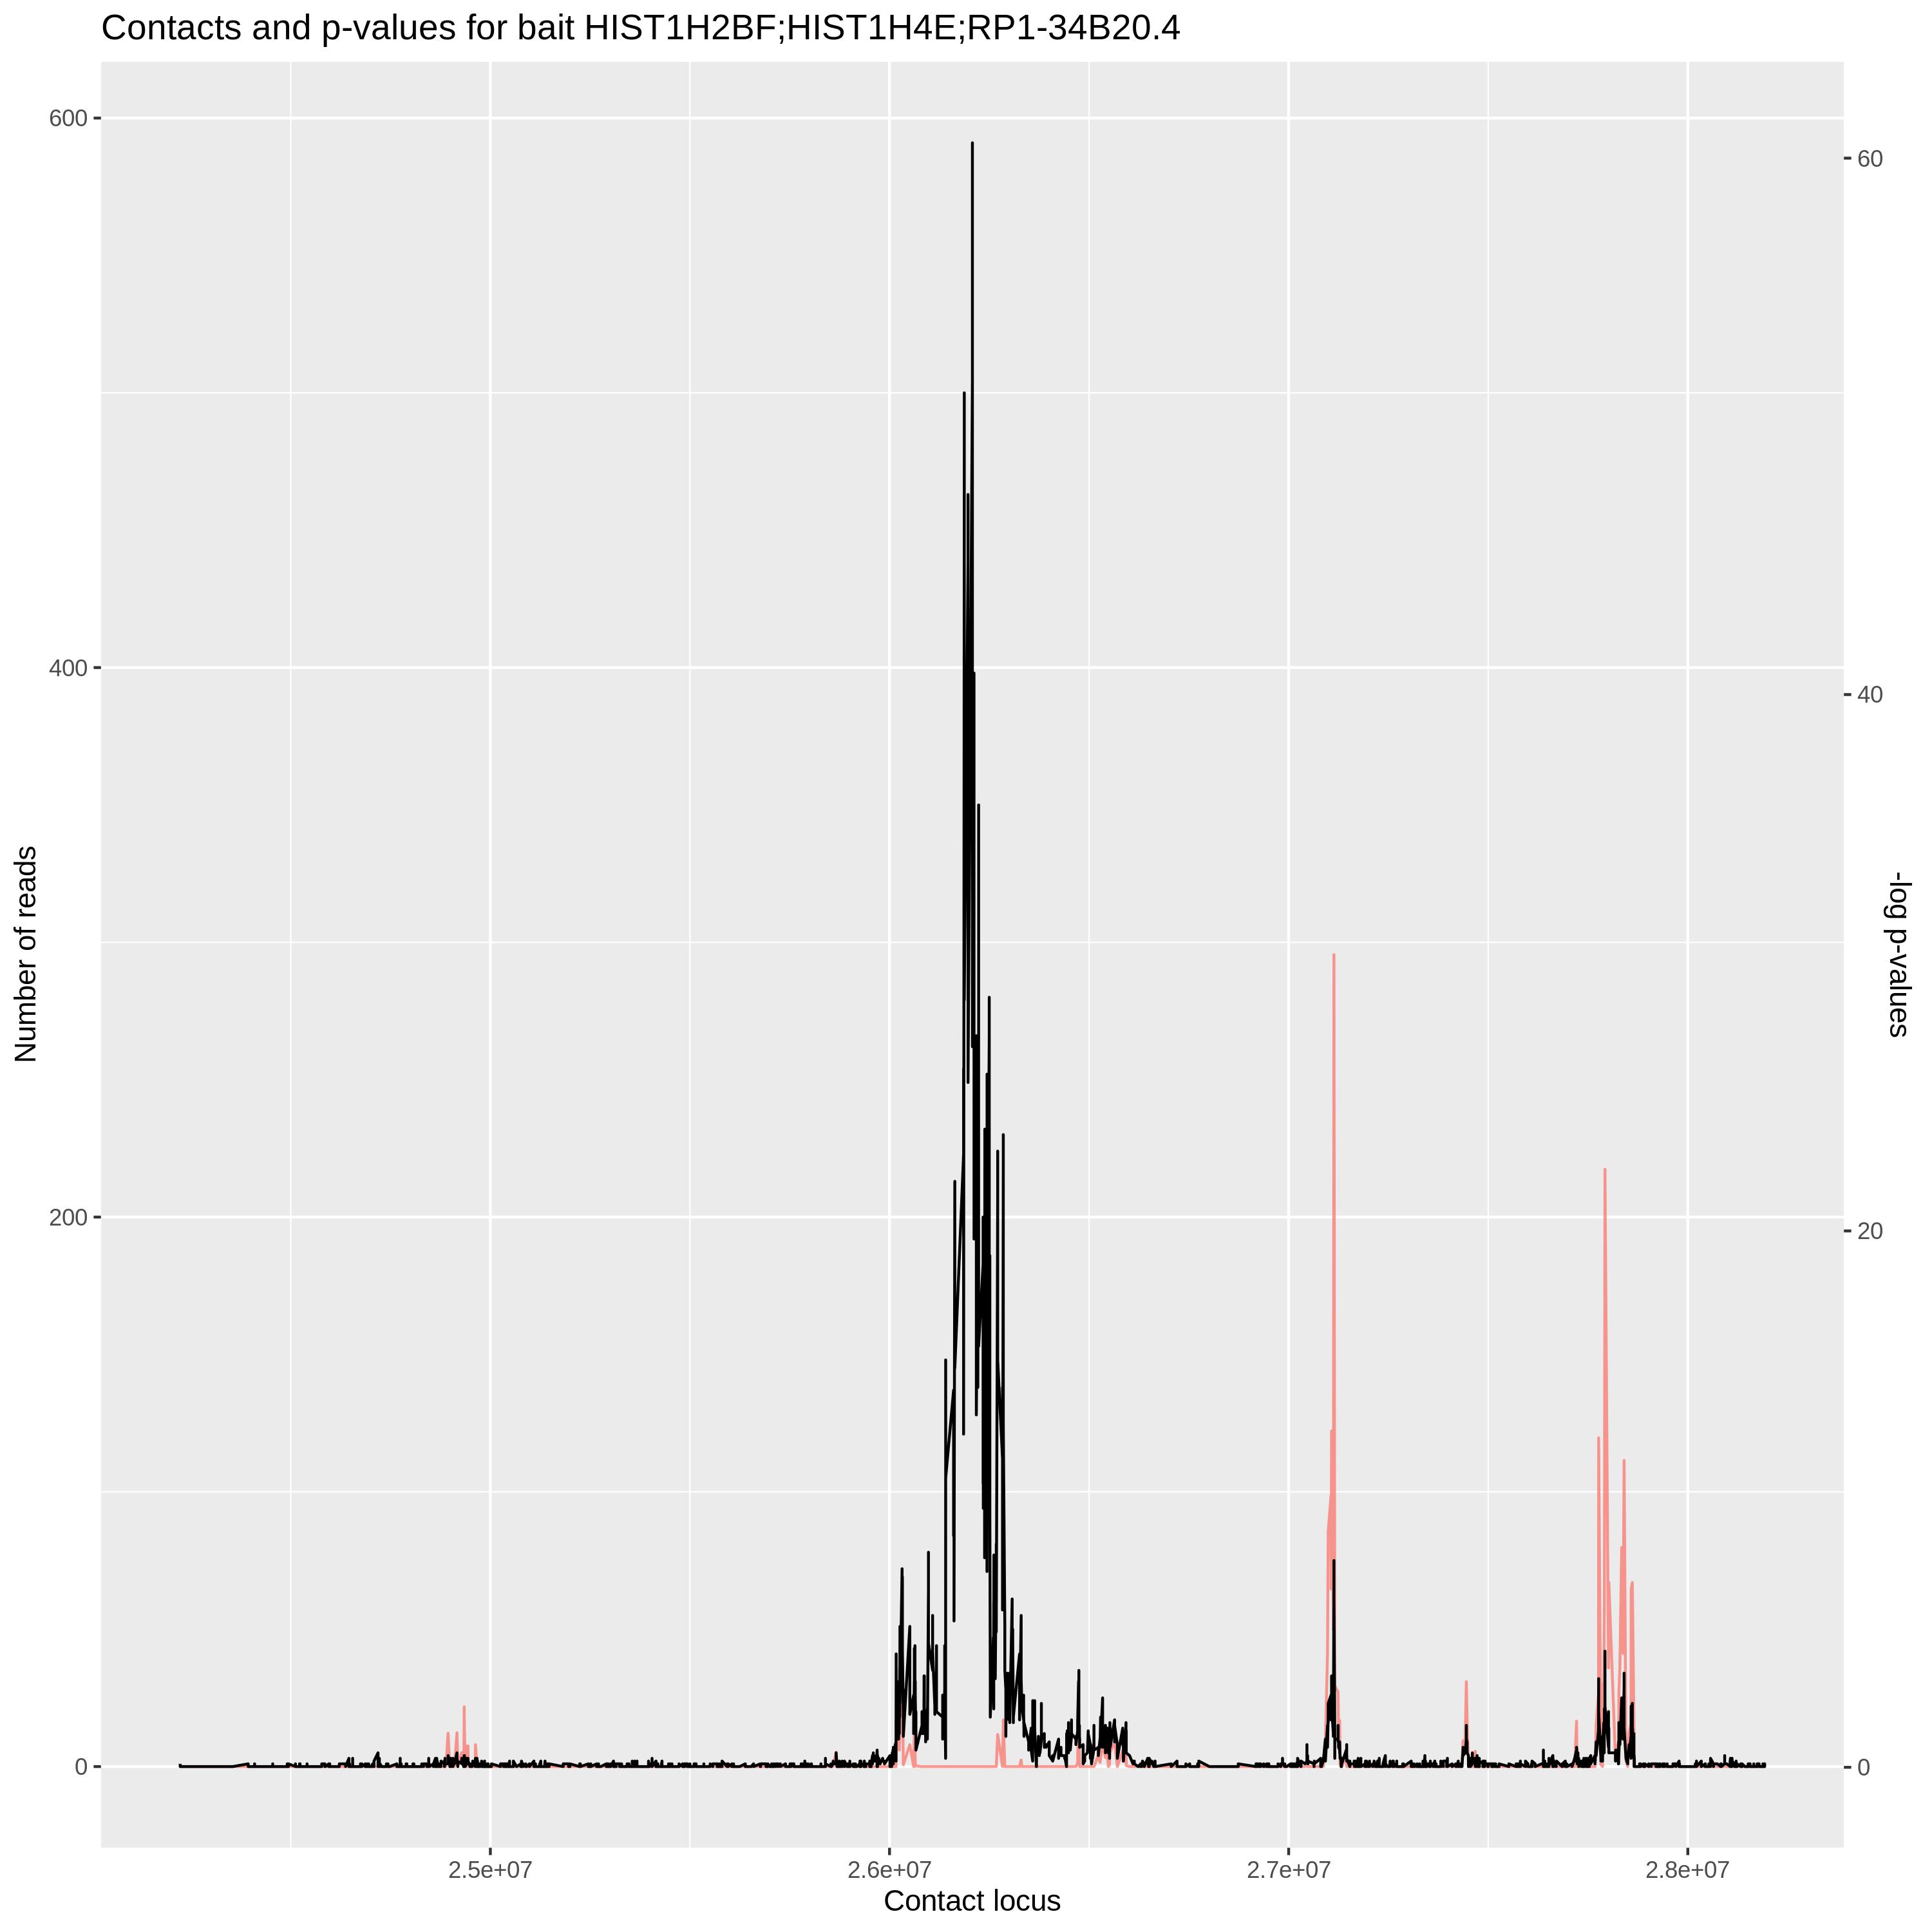 Contacts and p-values for bait HIST1H2BF;HIST1H4E;RP1-34B20.4
600
400
200
0
Number of reads
60
40
20
0
-log p-values
2.5e+07 2.6e+07 2.7e+07 2.8e+07
Contact locus